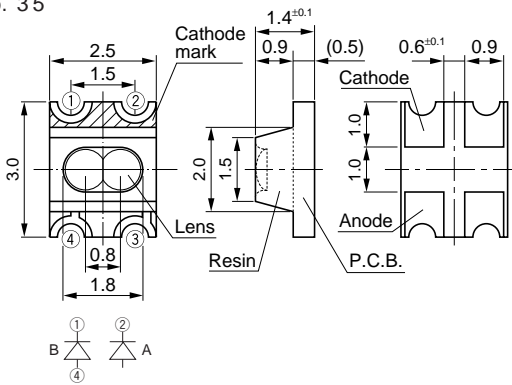 . 35
Cathode
mark
2.5
1.5
① ②
3.0
④ ③
Lens
0.8
1.8
1.4±0.1
0.9 (0.5)
2.0
1.5
Resin
P.C.B.
0.6±0.1 0.9
Cathode
1.0
1.0
Anode
① ②
B A
④